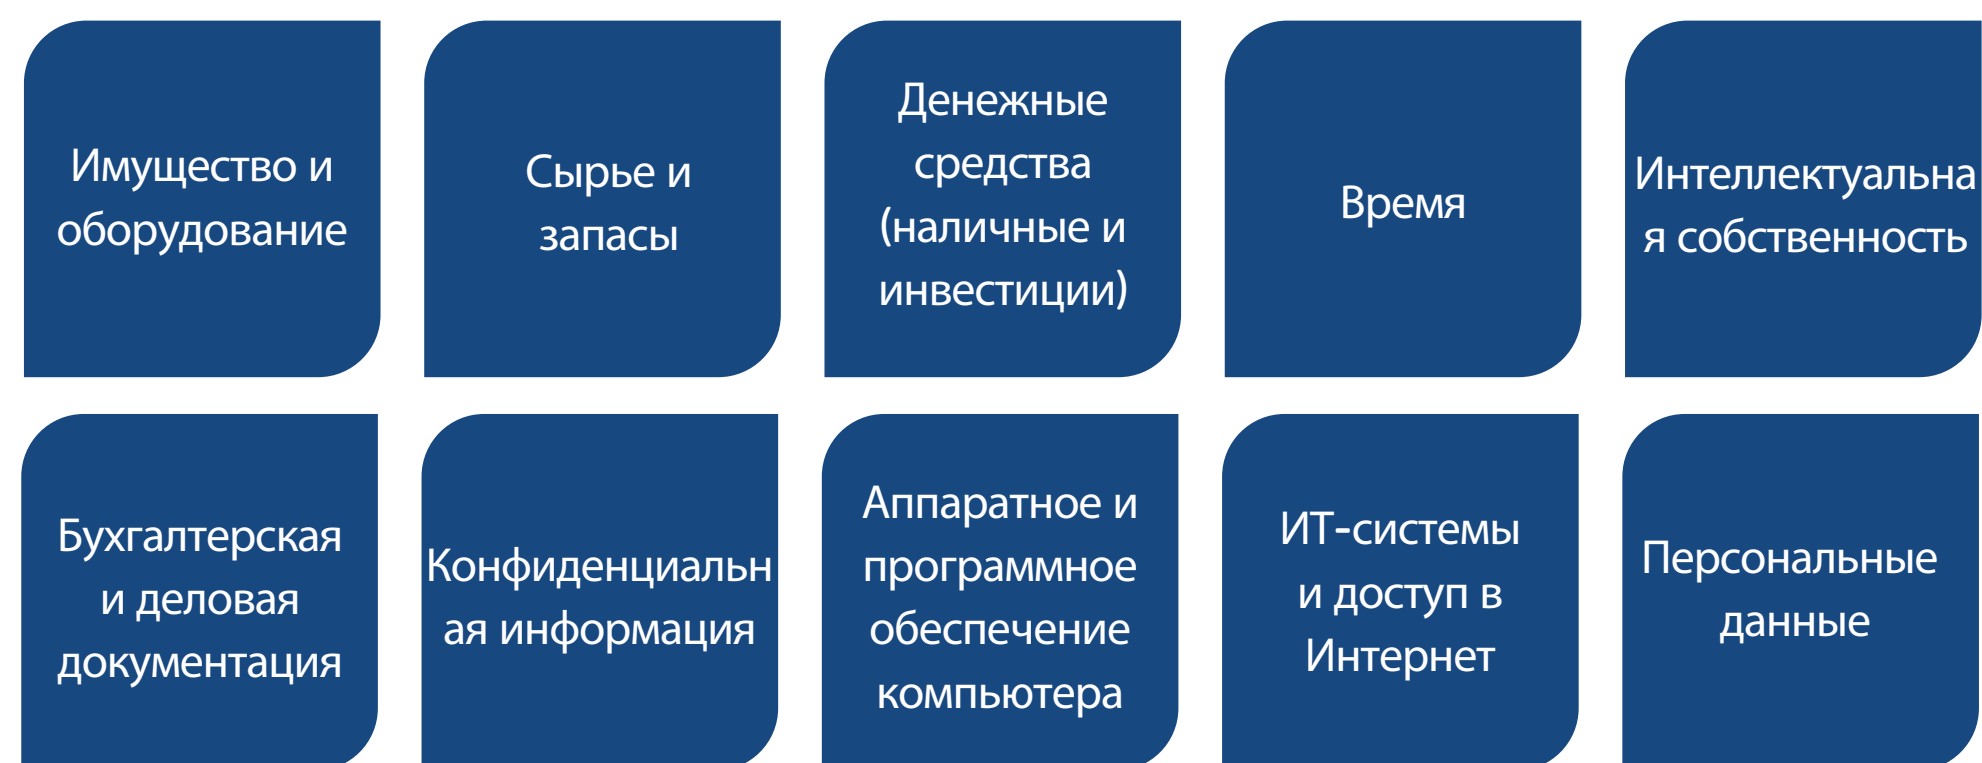 Имущество и
оборудование
Сырье и
запасы
Денежные
средства
(наличные и
инвестиции)
Время
Интеллектуальна
я собственность
Бухгалтерская
и деловая
документация
Конфиденциальн
ая информация
Аппаратное и
программное
обеспечение
компьютера
ИТ-системы
и доступ в
Интернет
Персональные
данные